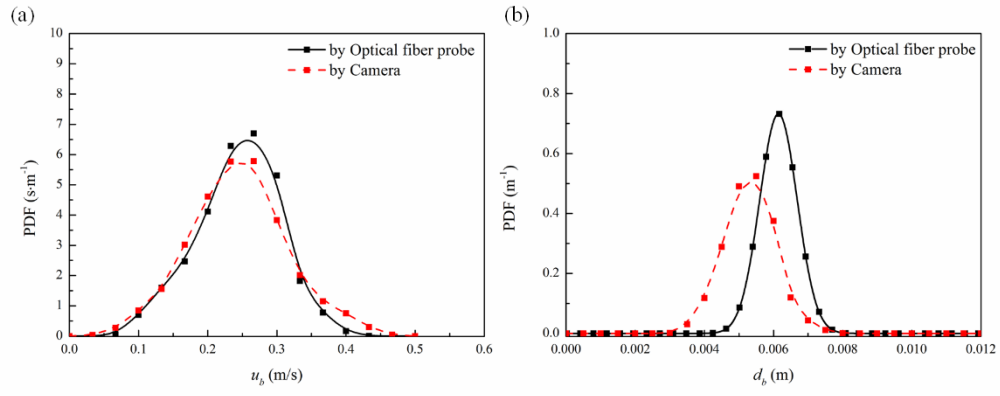 (a)
10
9
8
7
6
5
4
3
2
1
0
PDF (s·m⁻¹)
by Optical fiber probe
by Camera
0.0 0.1 0.2 0.3 0.4 0.5 0.6
u_b (m/s)
(b)
1.0
0.8
0.6
0.4
0.2
0.0
PDF (m⁻¹)
by Optical fiber probe
by Camera
0.000 0.002 0.004 0.006 0.008 0.010 0.012
d_b (m)